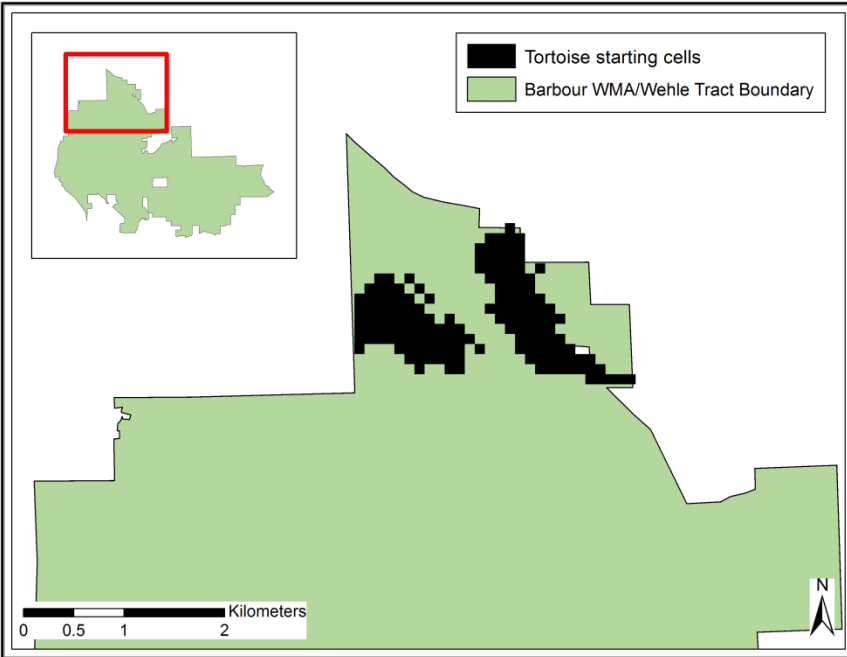 Tortoise starting cells
Barbour WMA/Wehle Tract Boundary
N
Kilometers
0 0.5 1 2